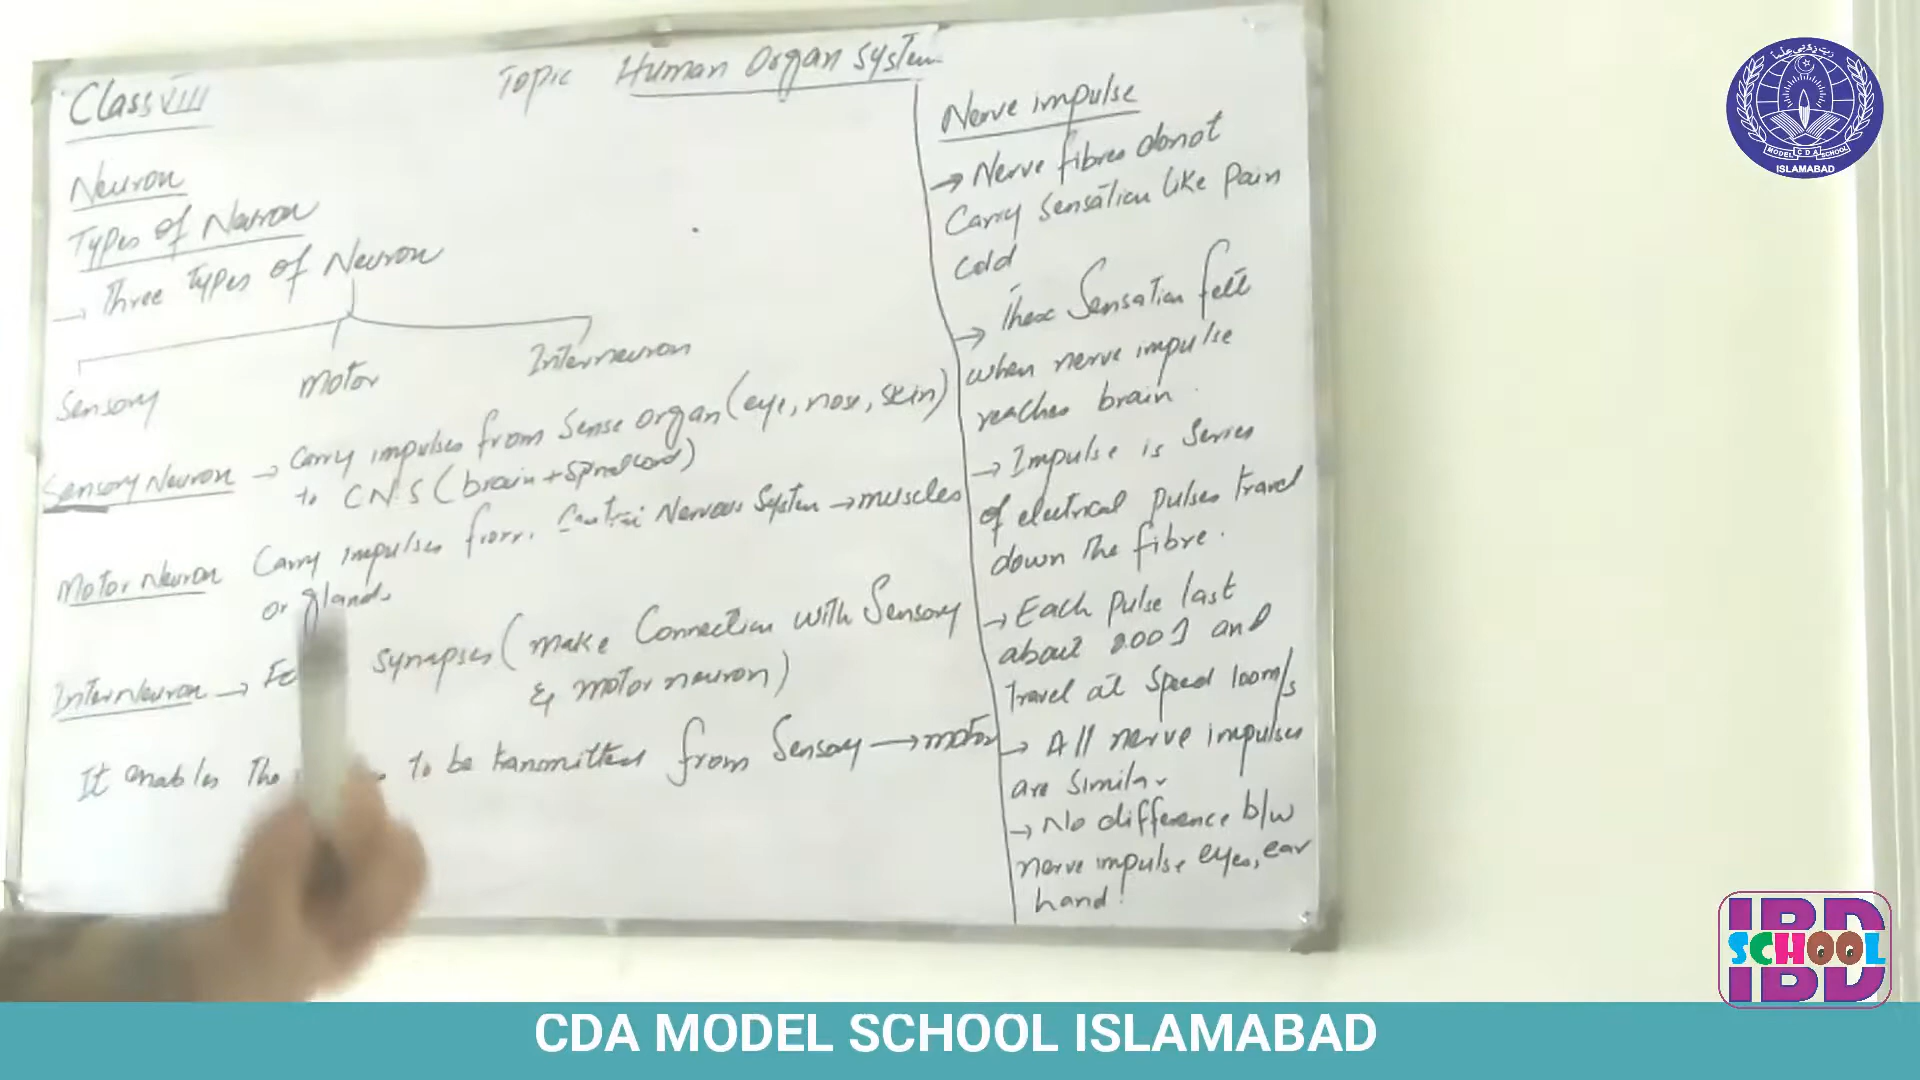 Class VIII
Topic Human Organ System
Neuron
Types of Neuron
→ Three Types of Neuron
Sensory Motor Interneuron
Sensory Neuron → Carry impulses from Sense organ (eye, nose, skin)
to CNS (brain + Spinalcord)
Motor Neuron Carry impulses from Nervous System → muscles
or glands
InterNeuron → synapses (make Connection with Sensory
& motor neuron)
It enables The to be tranmitted from Sensory → motor
Nerve impulse
→ Nerve fibres donot
Carry sensation like Pain
Cold
→ These Sensation felt
when nerve impulse
reaches brain.
→ Impulse is Series
of electrical pulses travel
down The fibre.
→ Each Pulse last
about 0.001 and
Travel at Speed 100m/s
→ All nerve impulses
are similar
→ No difference b/w
nerve impulse eyes, ear
hand!
MODEL CDA SCHOOL
ISLAMABAD
IBD
SCHOOL
IBD
CDA MODEL SCHOOL ISLAMABAD